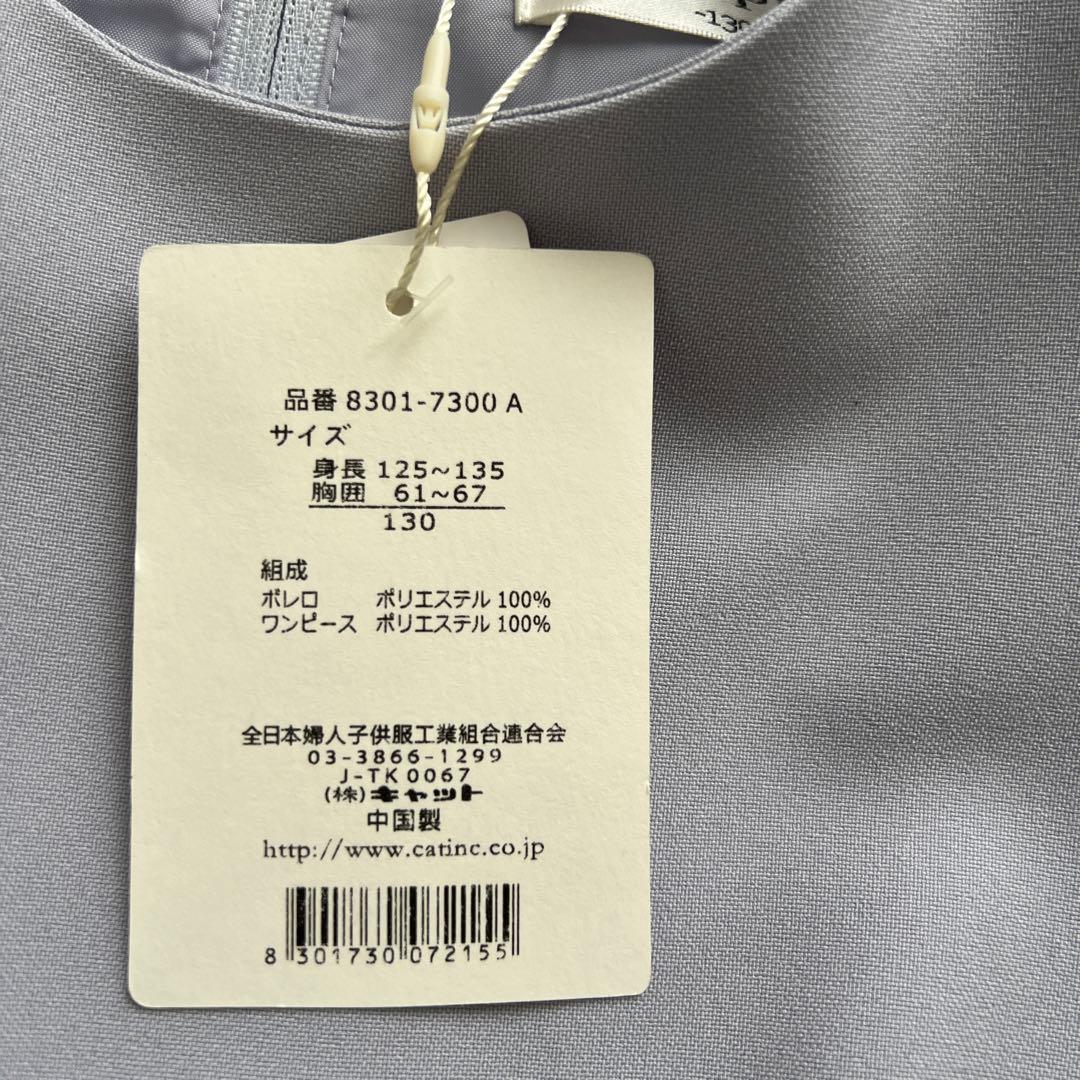 -130
品番 8301-7300 A
サイズ
身長 125~135
胸囲 61~67
130
組成
ボレロ ポリエステル 100%
ワンピース ポリエステル 100%
全日本婦人子供服工業組合連合会
03-3866-1299
J-TK 0067
(株)キャット
中国製
http://www.catinc.co.jp
8 301730 072155